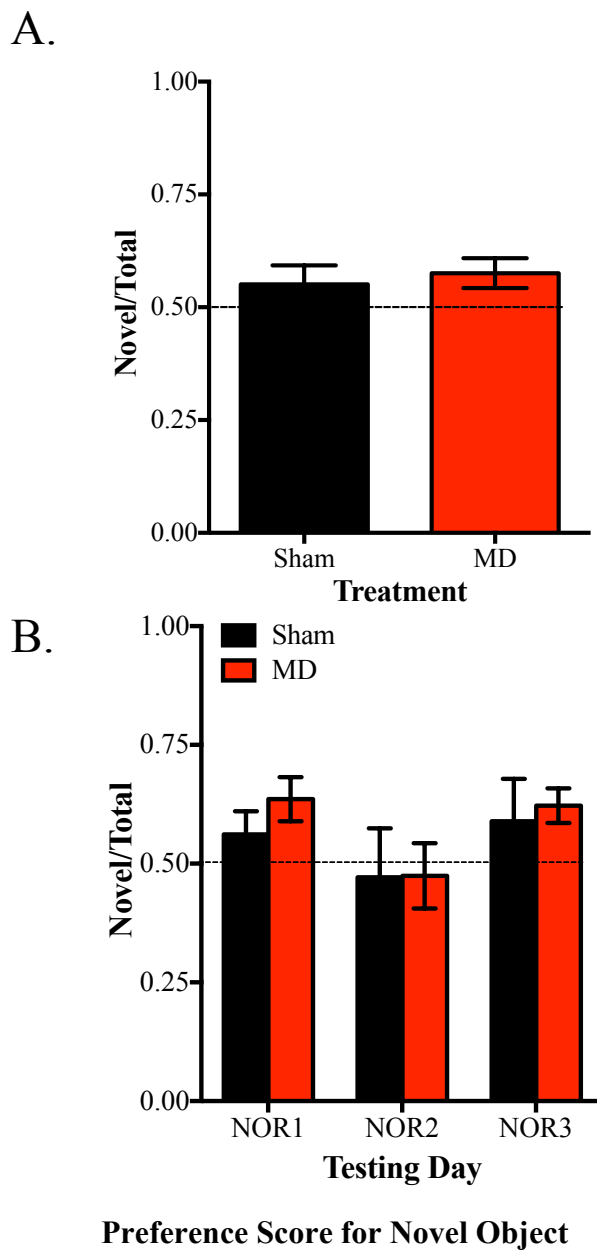 A.
1.00
0.75
0.50
0.25
0.00
Novel/Total
Sham MD
Treatment
B.
1.00
0.75
0.50
0.25
0.00
Novel/Total
Sham
MD
NOR1 NOR2 NOR3
Testing Day
Preference Score for Novel Object